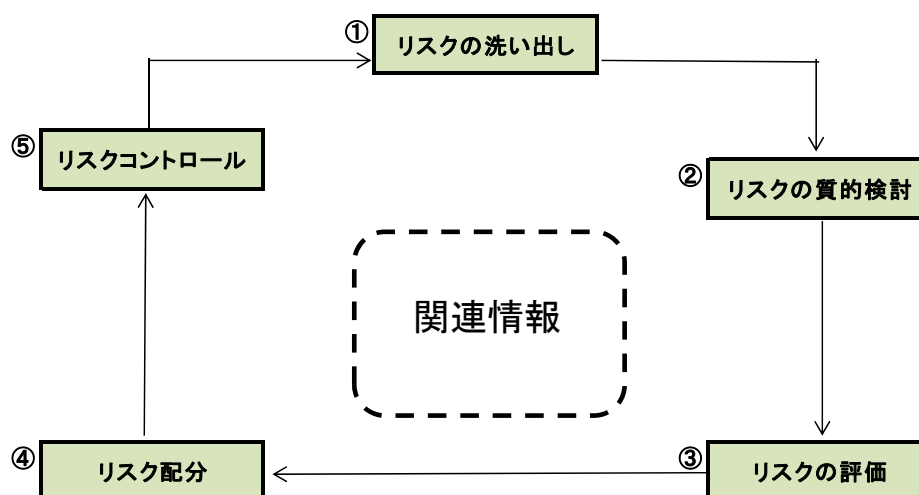 ① リスクの洗い出し
⑤ リスクコントロール
② リスクの質的検討
関連情報
④ リスク配分
③ リスクの評価